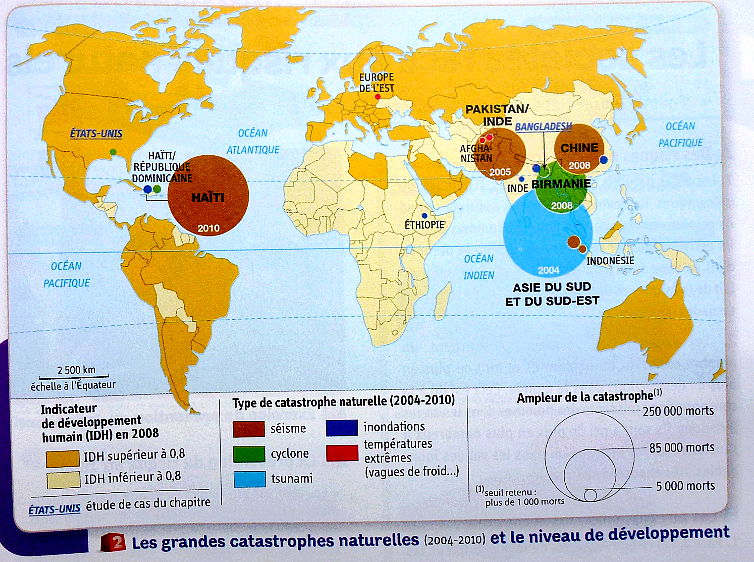 EUROPE
DE L'EST
PAKISTAN/
INDE
BANGLADESH
ÉTATS-UNIS
OCÉAN
ATLANTIQUE
OCÉAN
PACIFIQUE
HAÏTI/
RÉPUBLIQUE
DOMINICAINE
AFGHA-
NISTAN
CHINE
2005
2008
HAÏTI
2010
INDE
BIRMANIE
2008
ÉTHIOPIE
OCÉAN
PACIFIQUE
OCÉAN
INDIEN
2004
INDONÉSIE
ASIE DU SUD
ET DU SUD-EST
2 500 km
échelle à l'Équateur
Indicateur
de développement
humain (IDH) en 2008
IDH supérieur à 0,8
IDH inférieur à 0,8
ÉTATS-UNIS étude de cas du chapitre
Type de catastrophe naturelle (2004-2010)
séisme
cyclone
tsunami
inondations
températures
extrêmes
(vagues de froid...)
Ampleur de la catastrophe(1)
250 000 morts
85 000 morts
5 000 morts
(1)seuil retenu :
plus de 1 000 morts
2 Les grandes catastrophes naturelles (2004-2010) et le niveau de développement